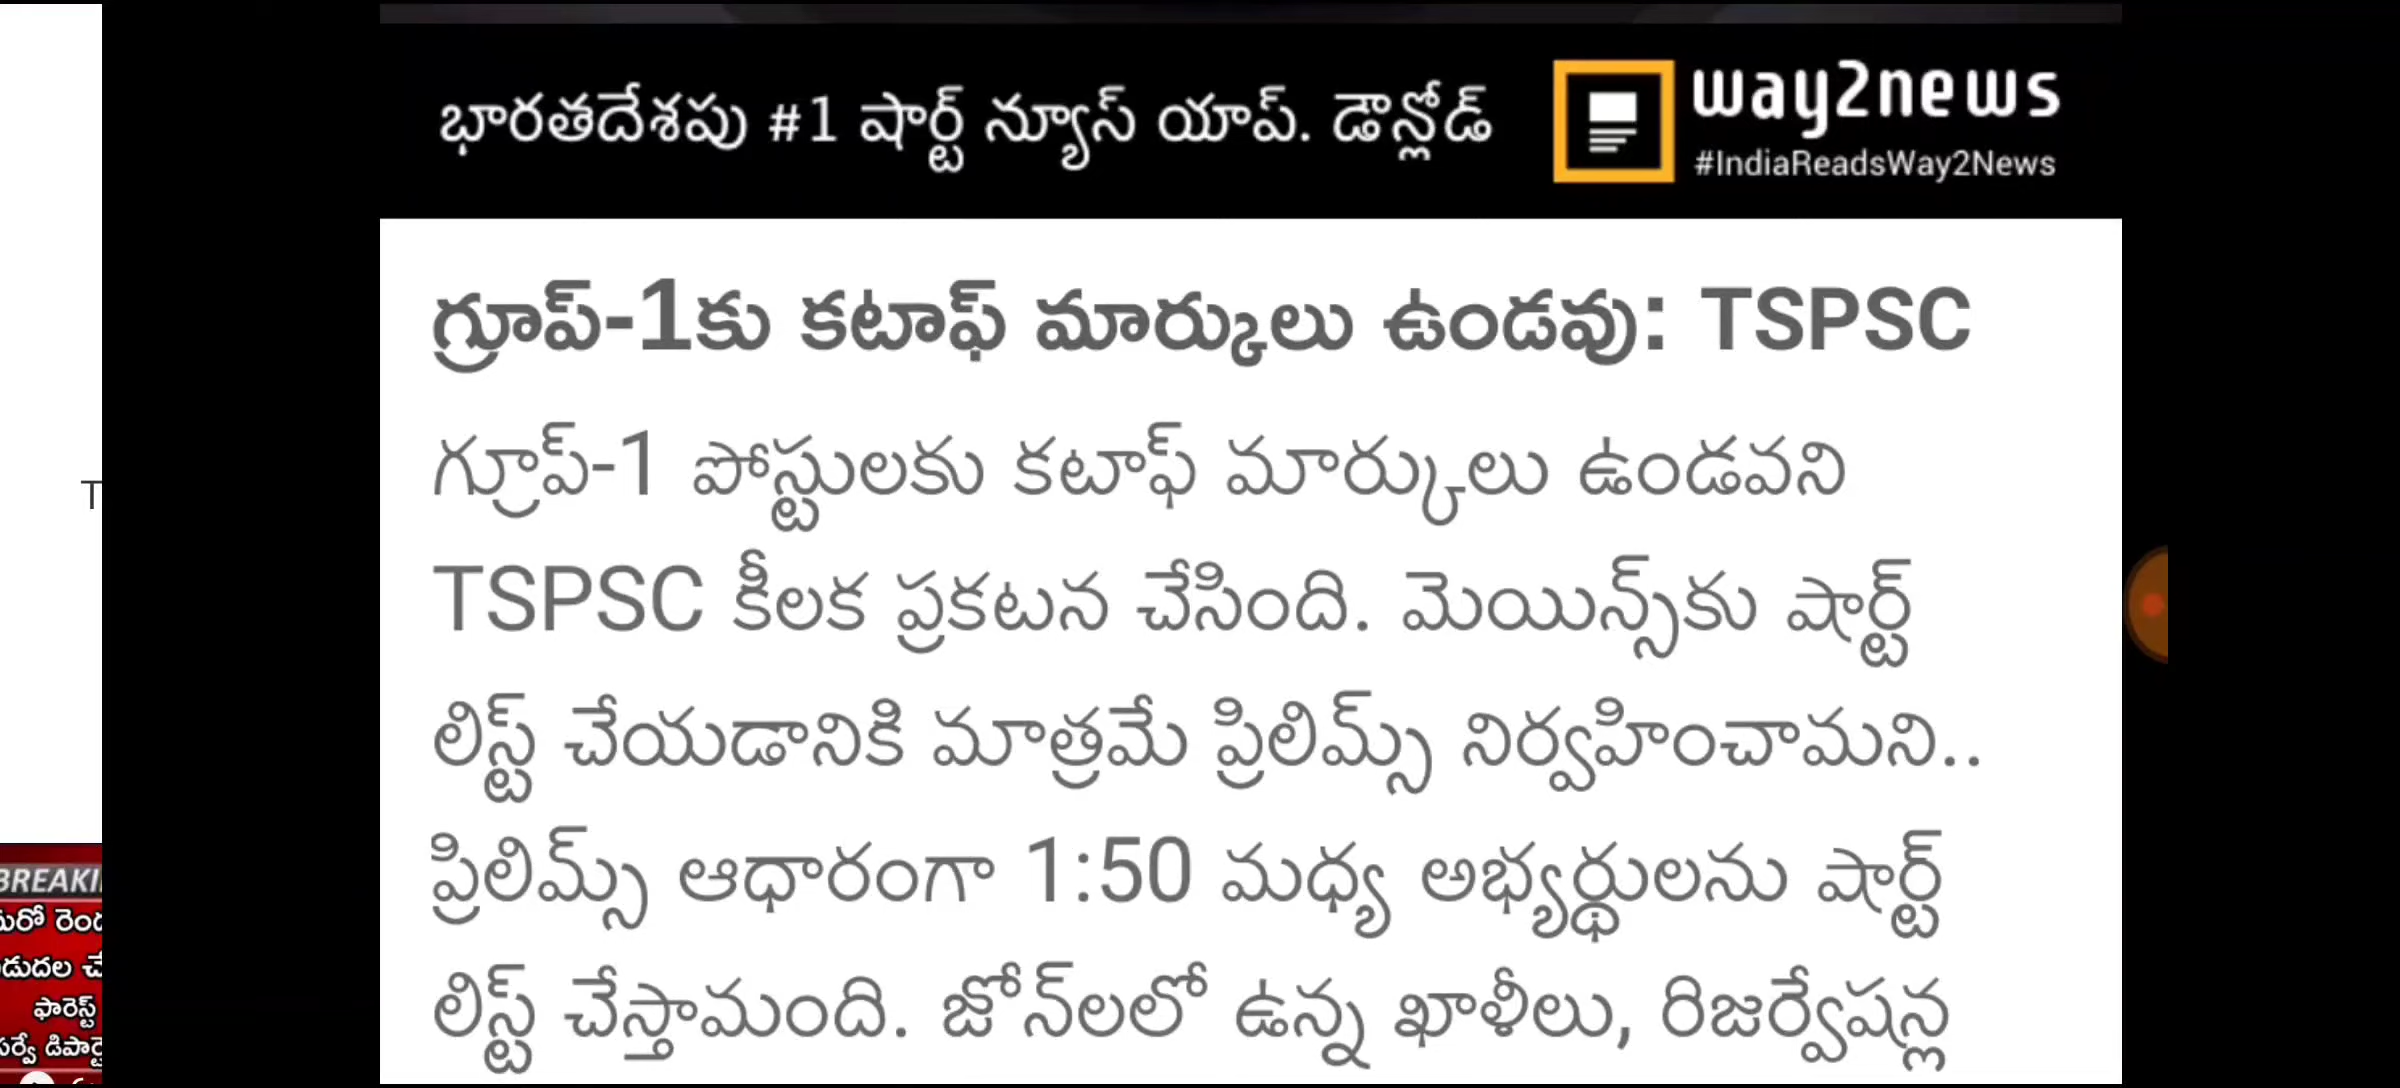 భారతదేశపు #1 షార్ట్ న్యూస్ యాప్. డౌన్లోడ్
way2news
#IndiaReadsWay2News
గ్రూప్-1కు కటాఫ్ మార్కులు ఉండవు: TSPSC
గ్రూప్-1 పోస్టులకు కటాఫ్ మార్కులు ఉండవని
TSPSC కీలక ప్రకటన చేసింది. మెయిన్స్‌కు షార్ట్
లిస్ట్ చేయడానికి మాత్రమే ప్రిలిమ్స్ నిర్వహించామని..
ప్రిలిమ్స్ ఆధారంగా 1:50 మధ్య అభ్యర్థులను షార్ట్
లిస్ట్ చేస్తామంది. జోన్‌లలో ఉన్న ఖాళీలు, రిజర్వేషన్ల
T
ఫారెస్ట్